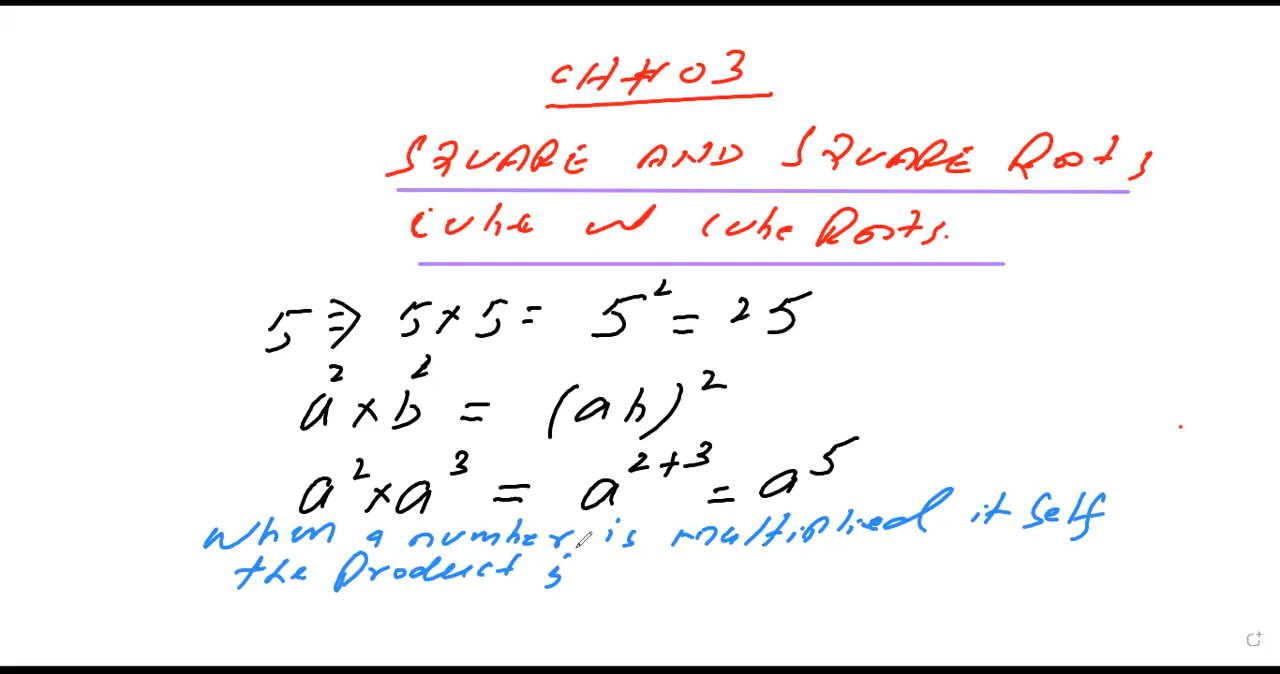 CH#03
SQUARE AND SQUARE Roots
cube cube Roots.
5 ⇒ 5 × 5 = 5² = 25
a² × b² = (ab)²
a² × a³ = a²⁺³ = a⁵
When a number is multiplied it self
the Product is